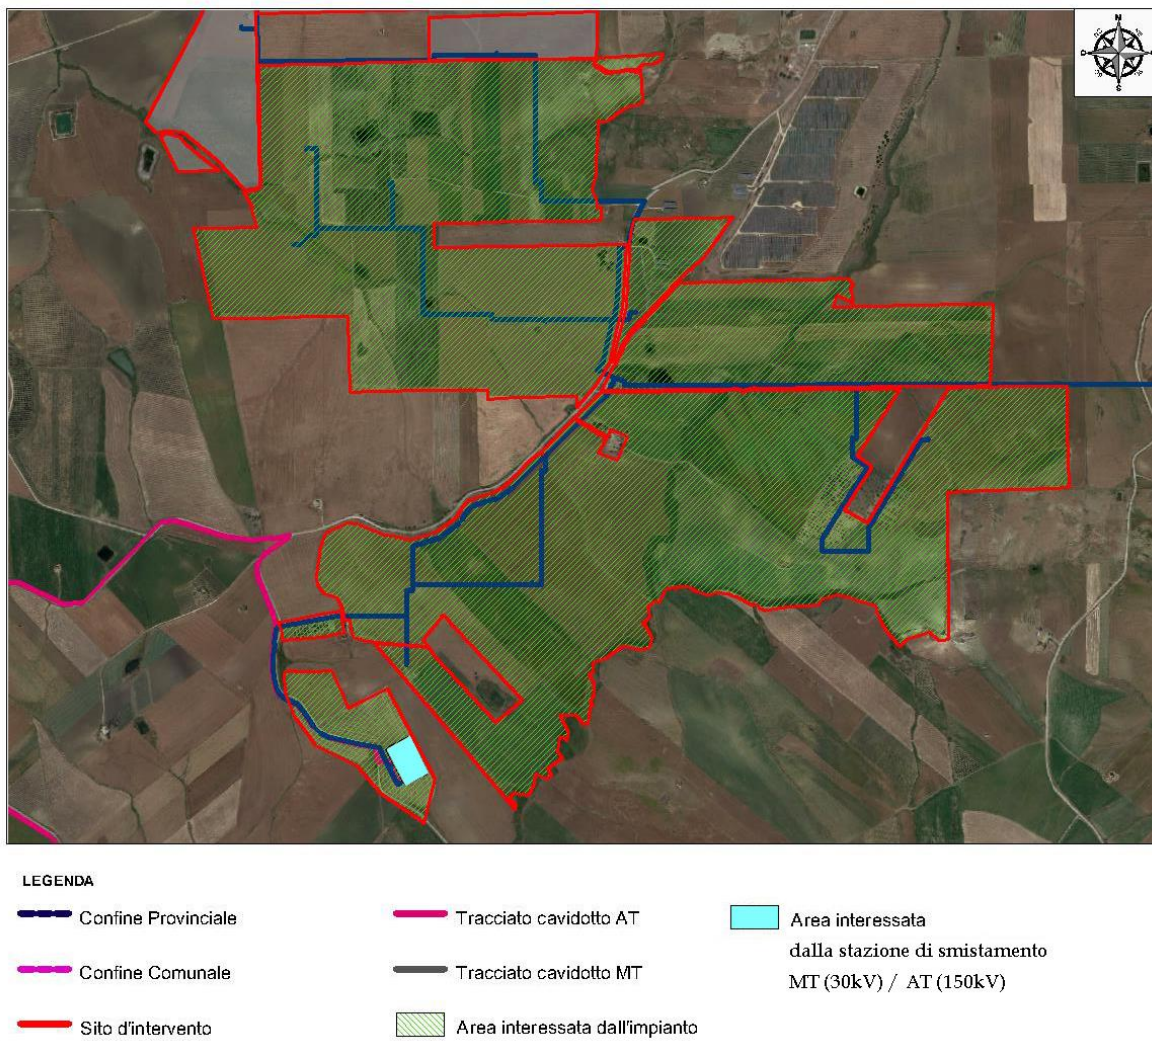 N
O
E
S
LEGENDA
Confine Provinciale
Confine Comunale
Sito d'intervento
Tracciato cavidotto AT
Tracciato cavidotto MT
Area interessata dall'impianto
Area interessata
dalla stazione di smistamento
MT (30kV) / AT (150kV)